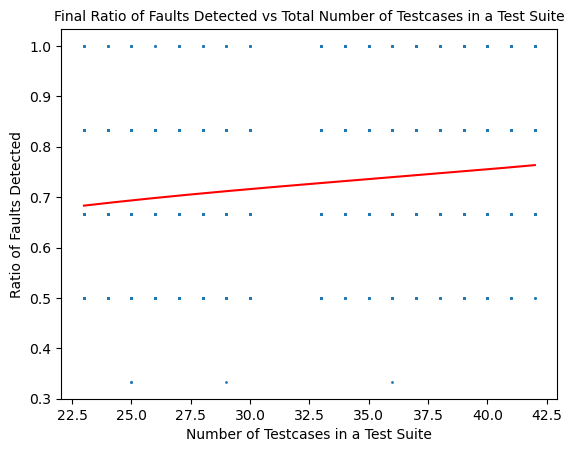 Final Ratio of Faults Detected vs Total Number of Testcases in a Test Suite
1.0
0.9
0.8
0.7
0.6
0.5
0.4
0.3
Ratio of Faults Detected
22.5 25.0 27.5 30.0 32.5 35.0 37.5 40.0 42.5
Number of Testcases in a Test Suite